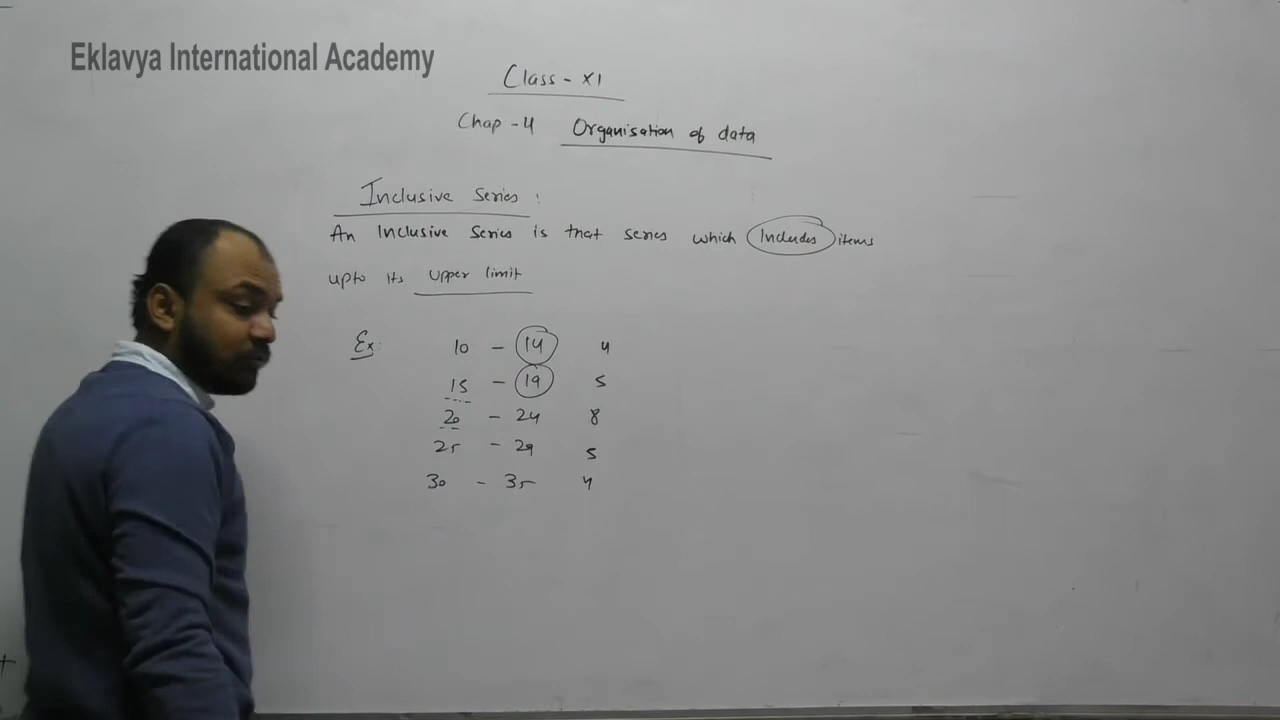 Eklavya International Academy
Class - XI
Chap - 4 Organisation of data
Inclusive Series :
An Inclusive Series is that series which Includes items
upto its upper limit
Ex:
10 - 14 4
15 - 19 5
20 - 24 8
25 - 29 5
30 - 35 4
+